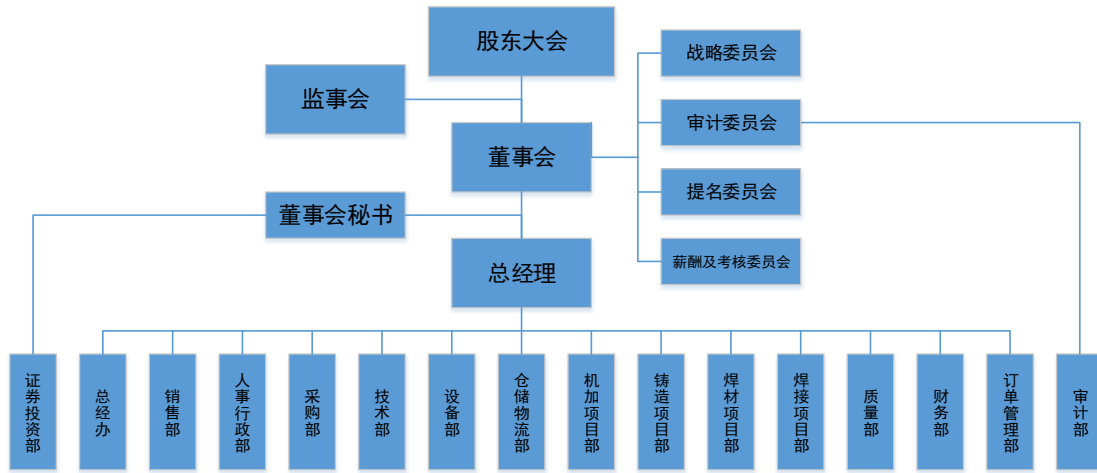 股东大会
战略委员会
监事会
审计委员会
董事会
提名委员会
董事会秘书
总经理
薪酬及考核委员会
证券投资部
总经办
销售部
人事行政部
采购部
技术部
设备部
仓储物流部
机加项目部
铸造项目部
焊材项目部
焊接项目部
质量部
财务部
订单管理部
审计部